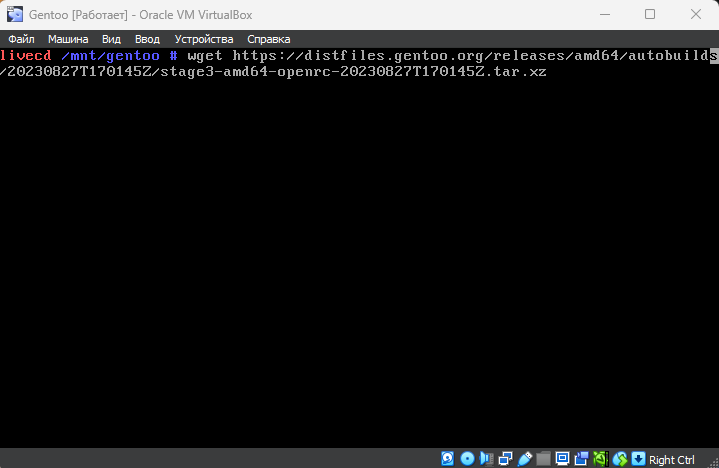 Gentoo [Работает] - Oracle VM VirtualBox
Файл Машина Вид Ввод Устройства Справка
livecd /mnt/gentoo # wget https://distfiles.gentoo.org/releases/amd64/autobuilds
/20230827T170145Z/stage3-amd64-openrc-20230827T170145Z.tar.xz
Right Ctrl